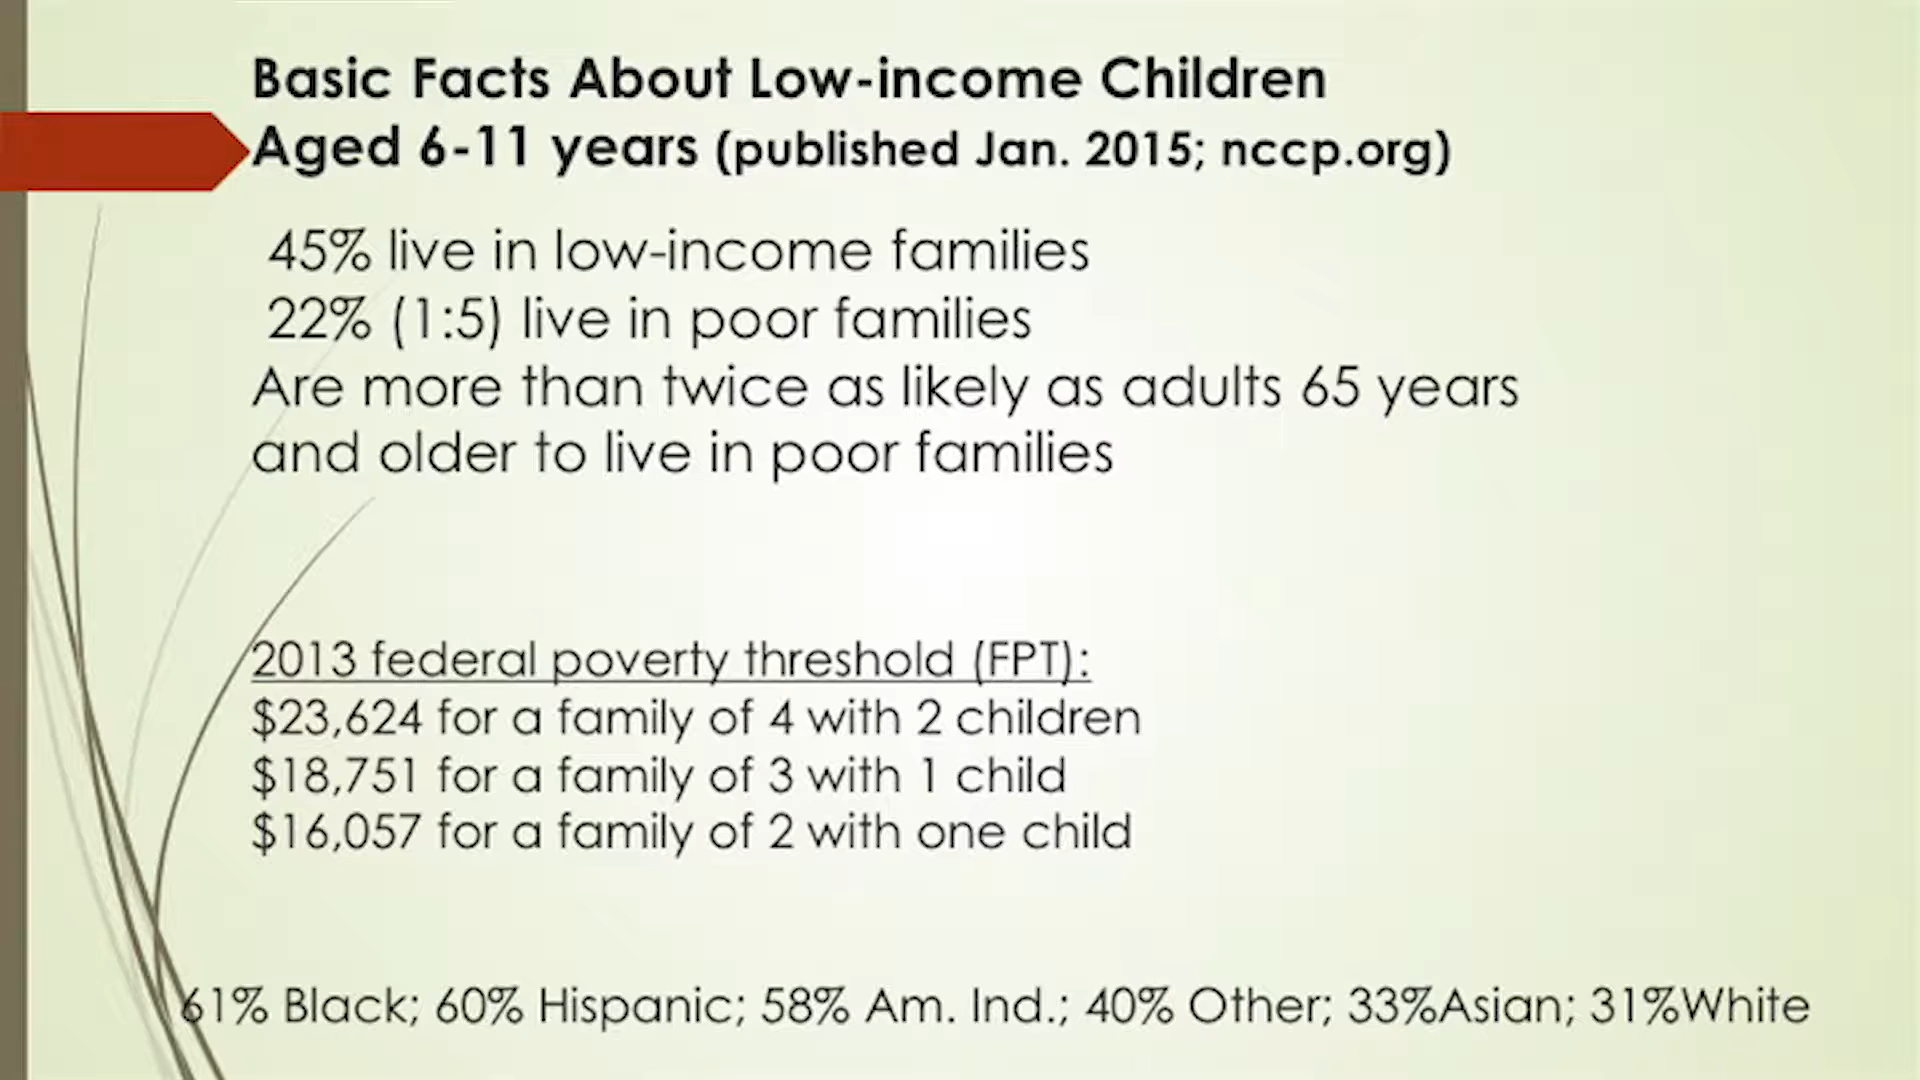 Basic Facts About Low-income Children
Aged 6-11 years (published Jan. 2015; nccp.org)
45% live in low-income families
22% (1:5) live in poor families
Are more than twice as likely as adults 65 years
and older to live in poor families
2013 federal poverty threshold (FPT):
$23,624 for a family of 4 with 2 children
$18,751 for a family of 3 with 1 child
$16,057 for a family of 2 with one child
61% Black; 60% Hispanic; 58% Am. Ind.; 40% Other; 33%Asian; 31%White